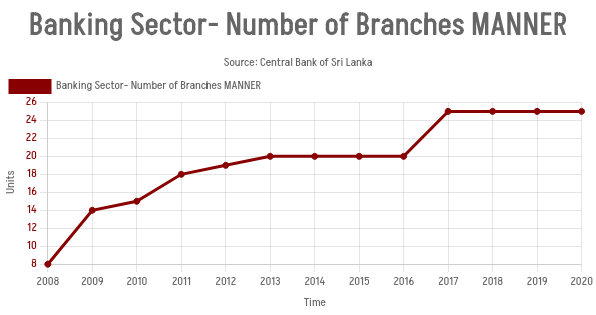 Banking Sector- Number of Branches MANNER
Source: Central Bank of Sri Lanka
Banking Sector- Number of Branches MANNER
26
24
22
20
18
16
14
12
10
8
Units
2008 2009 2010 2011 2012 2013 2014 2015 2016 2017 2018 2019 2020
Time